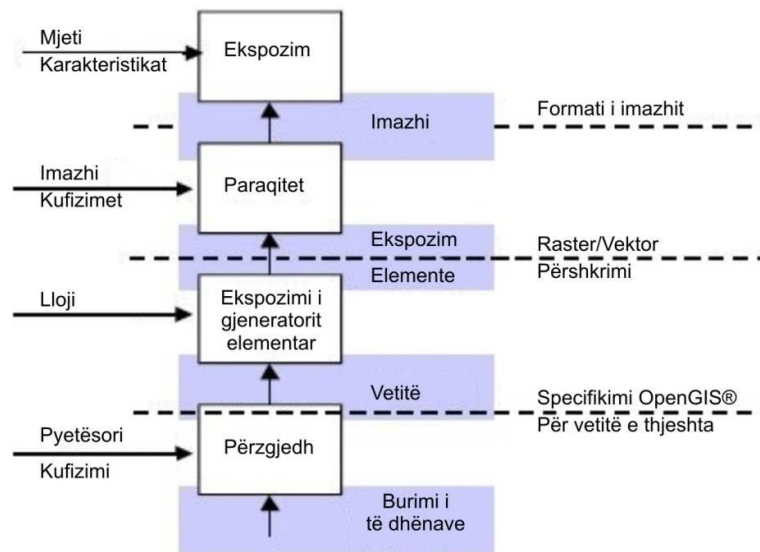 Mjeti
Karakteristikat
Ekspozim
Imazhi
Formati i imazhit
Imazhi
Kufizimet
Paraqitet
Ekspozim
Elemente
Raster/Vektor
Përshkrimi
Lloji
Ekspozimi i
gjeneratorit
elementar
Vetitë
Specifikimi OpenGIS®
Për vetitë e thjeshta
Pyetësori
Kufizimi
Përzgjedh
Burimi i
të dhënave